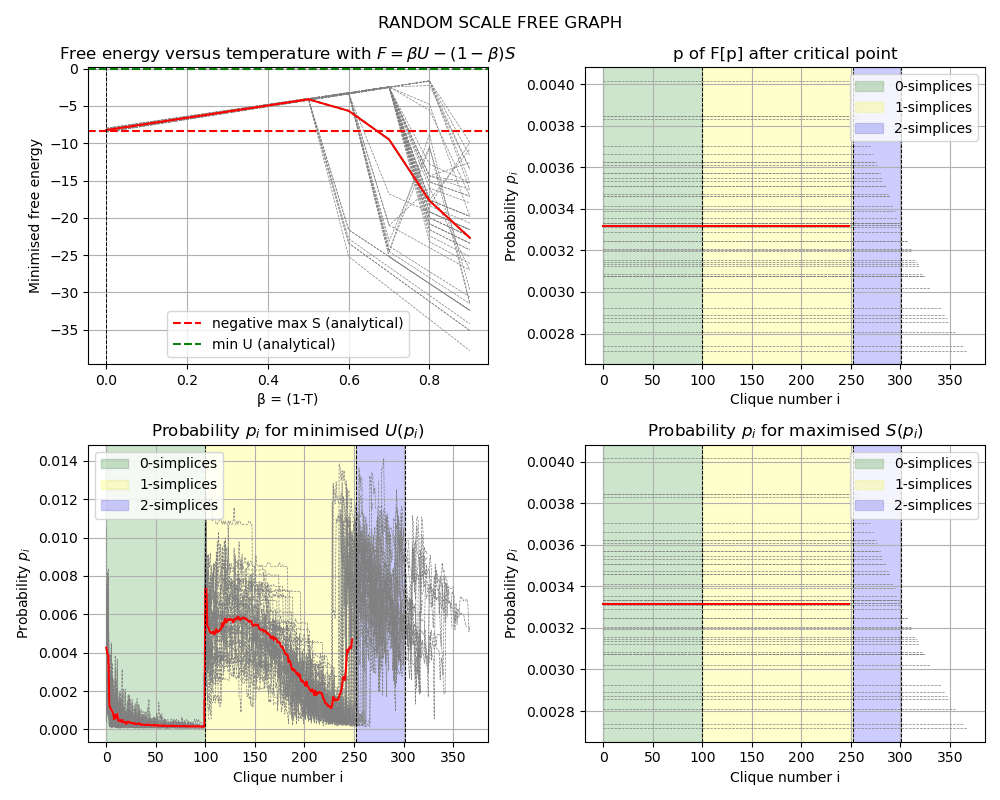 RANDOM SCALE FREE GRAPH
Free energy versus temperature with F = βU − (1 − β)S
0
−5
−10
−15
−20
−25
−30
−35
Minimised free energy
negative max S (analytical)
min U (analytical)
0.0 0.2 0.4 0.6 0.8
β = (1-T)
p of F[p] after critical point
0.0040
0.0038
0.0036
0.0034
0.0032
0.0030
0.0028
Probability pᵢ
0-simplices
1-simplices
2-simplices
0 50 100 150 200 250 300 350
Clique number i
Probability pᵢ for minimised U(pᵢ)
0.014
0.012
0.010
0.008
0.006
0.004
0.002
0.000
Probability pᵢ
0-simplices
1-simplices
2-simplices
0 50 100 150 200 250 300 350
Clique number i
Probability pᵢ for maximised S(pᵢ)
0.0040
0.0038
0.0036
0.0034
0.0032
0.0030
0.0028
Probability pᵢ
0-simplices
1-simplices
2-simplices
0 50 100 150 200 250 300 350
Clique number i